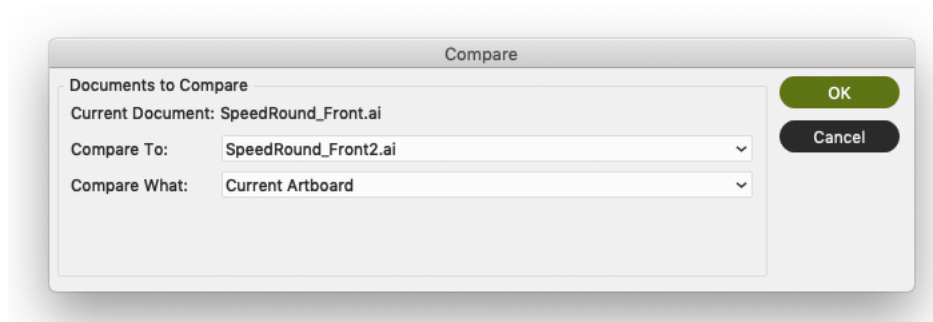 Compare
Documents to Compare
OK
Current Document: SpeedRound_Front.ai
Cancel
Compare To: SpeedRound_Front2.ai
Compare What: Current Artboard